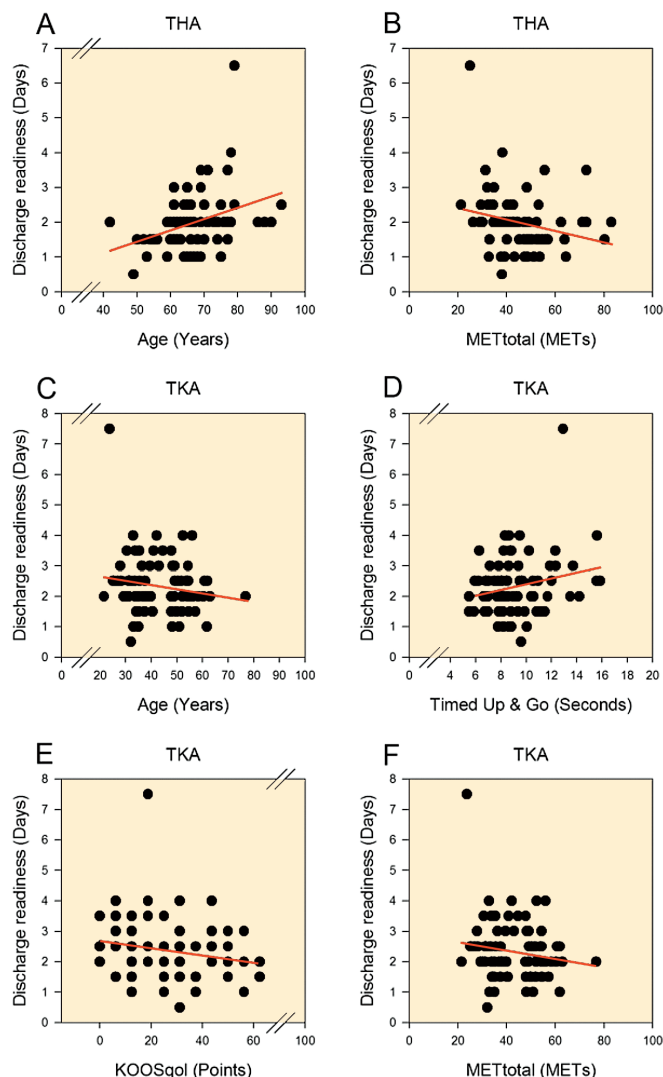 A
THA
Discharge readiness (Days)
7
6
5
4
3
2
1
0
0 40 50 60 70 80 90 100
Age (Years)
B
THA
Discharge readiness (Days)
7
6
5
4
3
2
1
0
0 20 40 60 80 100
METtotal (METs)
C
TKA
Discharge readiness (Days)
8
7
6
5
4
3
2
1
0
0 20 30 40 50 60 70 80 90 100
Age (Years)
D
TKA
Discharge readiness (Days)
8
7
6
5
4
3
2
1
0
0 4 6 8 10 12 14 16 18 20
Timed Up & Go (Seconds)
E
TKA
Discharge readiness (Days)
8
7
6
5
4
3
2
1
0
0 20 40 60 100
KOOSqol (Points)
F
TKA
Discharge readiness (Days)
8
7
6
5
4
3
2
1
0
0 20 40 60 80 100
METtotal (METs)